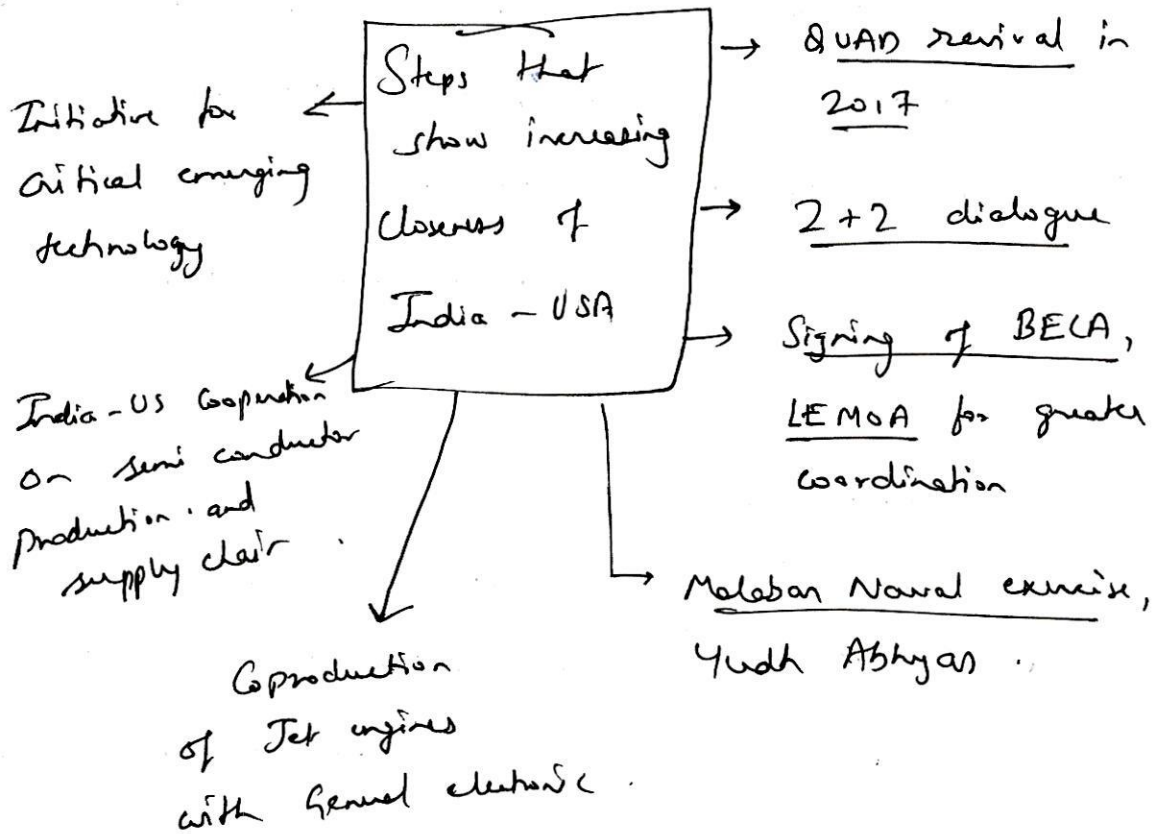 Steps that
show increasing
Closeness of
India - USA
→ QUAD revival in
2017
→ 2+2 dialogue
→ Signing of BECA,
LEMOA for greater
coordination
→ Malabar Naval exercise,
Yudh Abhyas .
Coproduction
of Jet engines
with General electronic .
India-US Cooperation
on semi conductor
production . and
supply chain .
Initiative for
critical emerging
technology